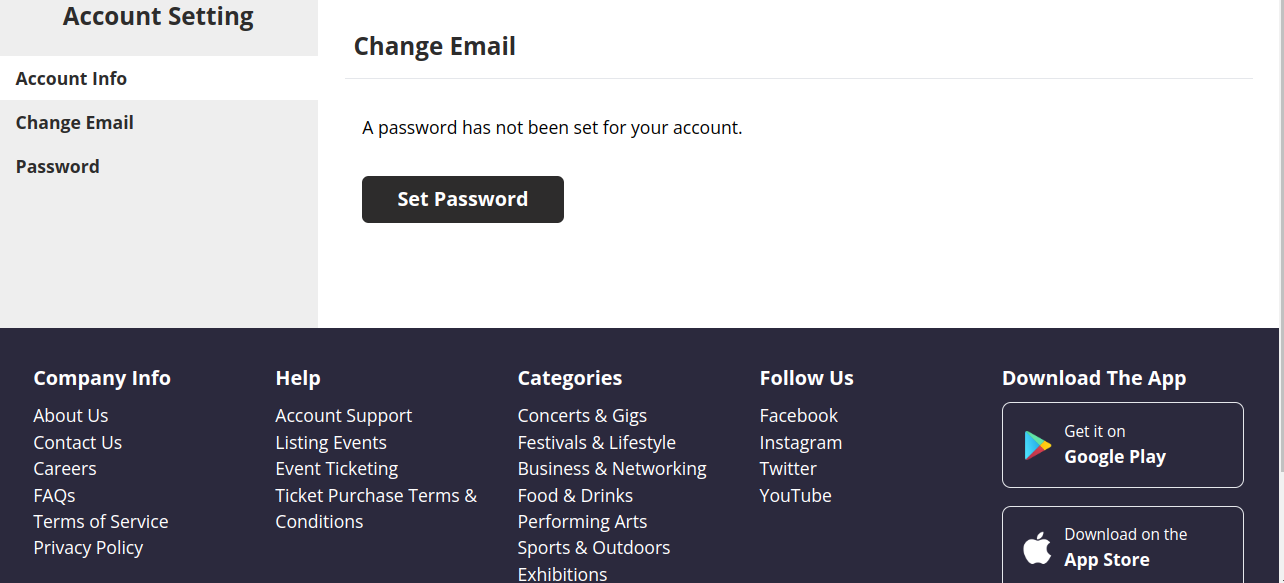 Account Setting
Account Info
Change Email
Password
Change Email
A password has not been set for your account.
Set Password
Company Info
About Us
Contact Us
Careers
FAQs
Terms of Service
Privacy Policy
Help
Account Support
Listing Events
Event Ticketing
Ticket Purchase Terms &
Conditions
Categories
Concerts & Gigs
Festivals & Lifestyle
Business & Networking
Food & Drinks
Performing Arts
Sports & Outdoors
Exhibitions
Follow Us
Facebook
Instagram
Twitter
YouTube
Download The App
Get it on
Google Play
Download on the
App Store